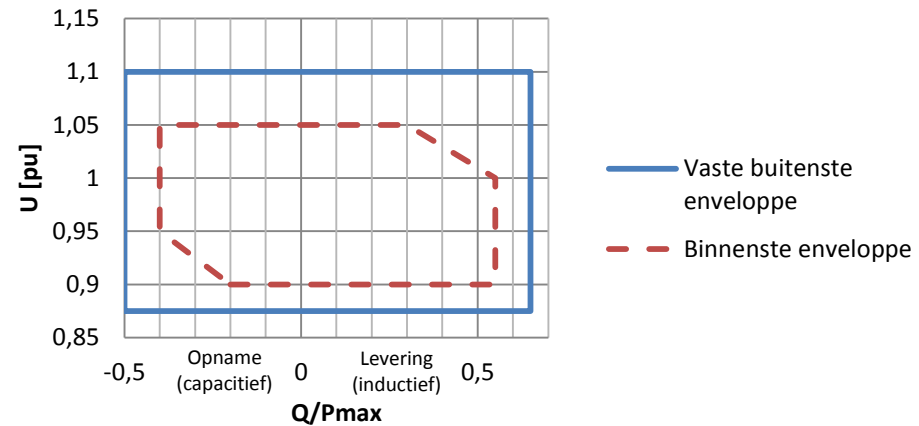 1,15
1,1
1,05
1
0,95
0,9
0,85
U [pu]
-0,5
0
0,5
Opname
(capacitief)
Levering
(inductief)
Q/Pmax
Vaste buitenste
enveloppe
Binnenste enveloppe